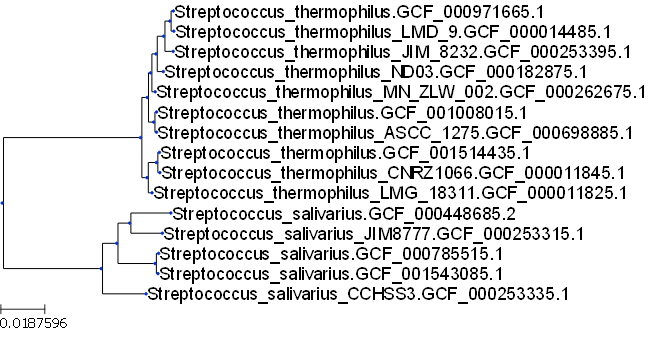 Streptococcus_thermophilus.GCF_000971665.1
Streptococcus_thermophilus_LMD_9.GCF_000014485.1
Streptococcus_thermophilus_JIM_8232.GCF_000253395.1
Streptococcus_thermophilus_ND03.GCF_000182875.1
Streptococcus_thermophilus_MN_ZLW_002.GCF_000262675.1
Streptococcus_thermophilus.GCF_001008015.1
Streptococcus_thermophilus_ASCC_1275.GCF_000698885.1
Streptococcus_thermophilus.GCF_001514435.1
Streptococcus_thermophilus_CNRZ1066.GCF_000011845.1
Streptococcus_thermophilus_LMG_18311.GCF_000011825.1
Streptococcus_salivarius.GCF_000448685.2
Streptococcus_salivarius_JIM8777.GCF_000253315.1
Streptococcus_salivarius.GCF_000785515.1
Streptococcus_salivarius.GCF_001543085.1
Streptococcus_salivarius_CCHSS3.GCF_000253335.1
0.0187596